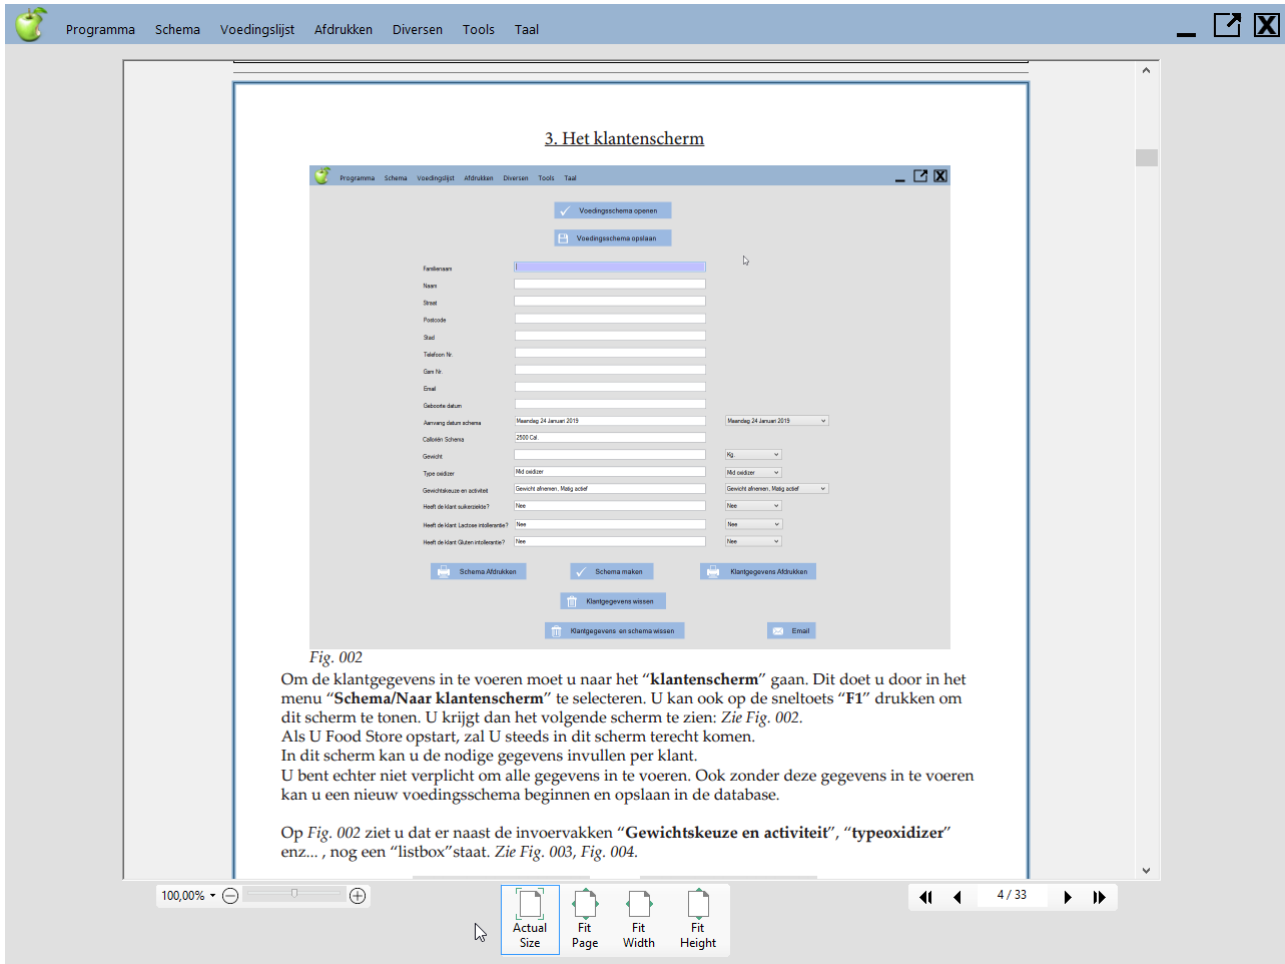 Programma Schema Voedingslijst Afdrukken Diversen Tools Taal
3. Het klantenscherm
Programma Schema Voedingslijst Afdrukken Diversen Tools Taal
Voedingsschema openen
Voedingsschema opslaan
Familienaam
Naam
Street
Postcode
Stad
Telefoon Nr.
Gsm Nr.
Email
Geboorte datum
Aanvang datum schema Maandag 24 Januari 2019 Maandag 24 Januari 2019
Calloriën Schema 2500 Cal.
Gewicht Kg.
Type oxidizer Mid oxidizer Mid oxidizer
Gewichtskeuze en activiteit Gewicht afnemen, Matig actief Gewicht afnemen, Matig actief
Heeft de klant suikerziekte? Nee Nee
Heeft de klant Lactose intollerantie? Nee Nee
Heeft de klant Gluten intollerantie? Nee Nee
Schema Afdrukken Schema maken Klantgegevens Afdrukken
Klantgegevens wissen
Klantgegevens en schema wissen Email
Fig. 002
Om de klantgegevens in te voeren moet u naar het “klantenscherm” gaan. Dit doet u door in het
menu “Schema/Naar klantenscherm” te selecteren. U kan ook op de sneltoets “F1” drukken om
dit scherm te tonen. U krijgt dan het volgende scherm te zien: Zie Fig. 002.
Als U Food Store opstart, zal U steeds in dit scherm terecht komen.
In dit scherm kan u de nodige gegevens invullen per klant.
U bent echter niet verplicht om alle gegevens in te voeren. Ook zonder deze gegevens in te voeren
kan u een nieuw voedingsschema beginnen en opslaan in de database.
Op Fig. 002 ziet u dat er naast de invoervakken “Gewichtskeuze en activiteit”, “typeoxidizer”
enz... , nog een “listbox”staat. Zie Fig. 003, Fig. 004.
100,00%
Actual Size
Fit Page
Fit Width
Fit Height
4 / 33